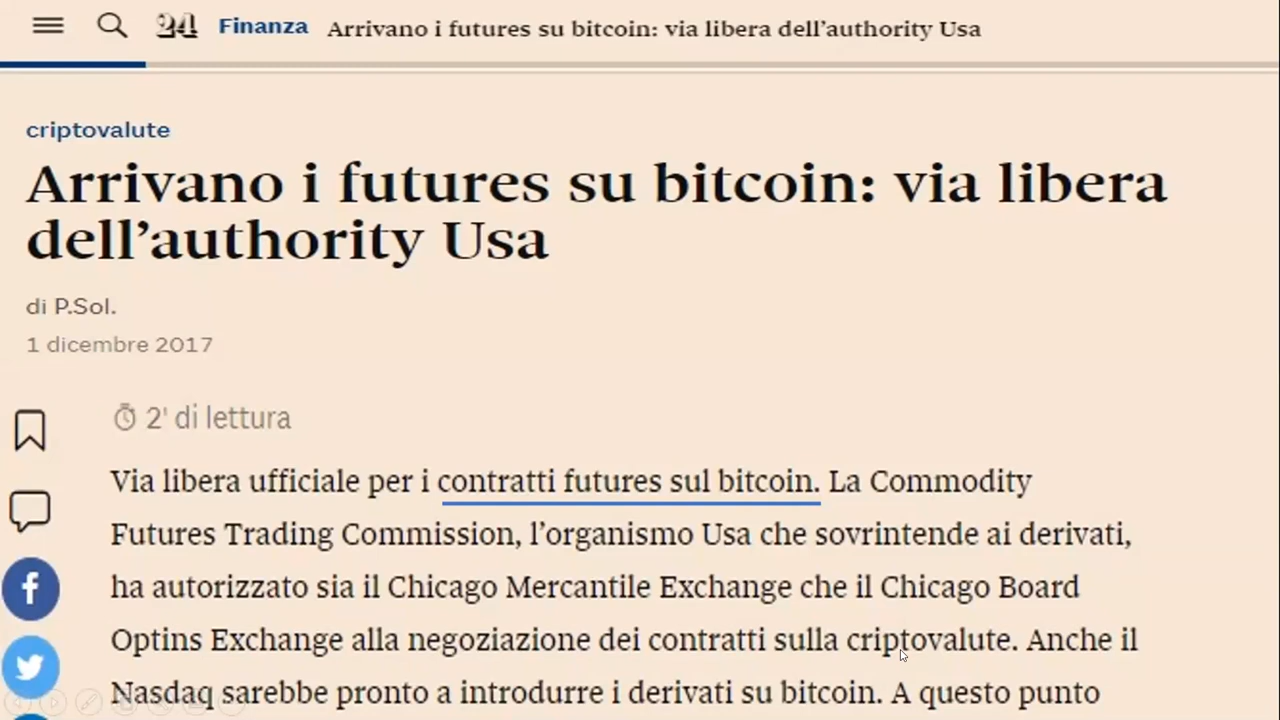 24 Finanza Arrivano i futures su bitcoin: via libera dell’authority Usa
criptovalute
Arrivano i futures su bitcoin: via libera
dell’authority Usa
di P.Sol.
1 dicembre 2017
2' di lettura
Via libera ufficiale per i contratti futures sul bitcoin. La Commodity
Futures Trading Commission, l’organismo Usa che sovrintende ai derivati,
ha autorizzato sia il Chicago Mercantile Exchange che il Chicago Board
Optins Exchange alla negoziazione dei contratti sulla criptovalute. Anche il
Nasdaq sarebbe pronto a introdurre i derivati su bitcoin. A questo punto